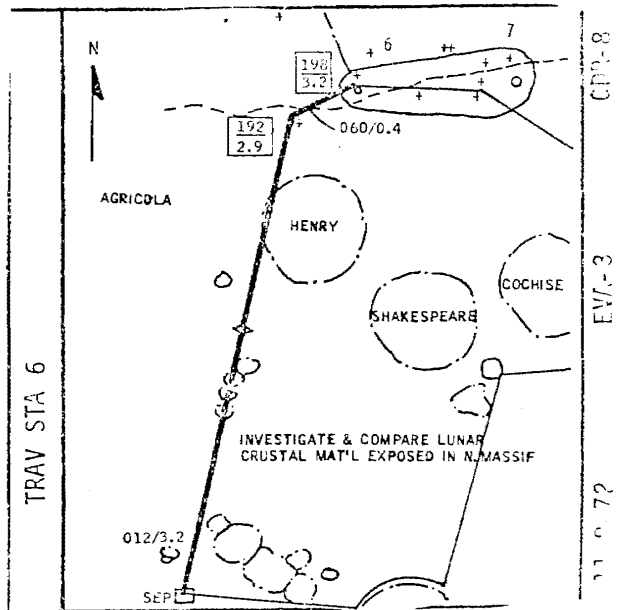 N
6
7
198
3.2
192
2.9
060/0.4
AGRICOLA
HENRY
COCHISE
SHAKESPEARE
INVESTIGATE & COMPARE LUNAR
CRUSTAL MAT'L EXPOSED IN N.MASSIF
012/3.2
SEP
TRAV STA 6
EVA-3
72